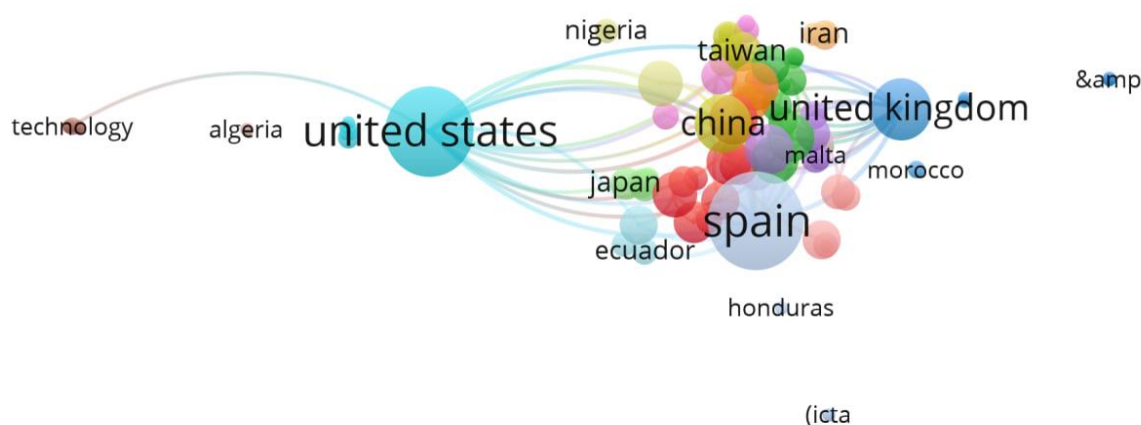 nigeria
iran
taiwan
&amp
united kingdom
china
technology
algeria
united states
malta
morocco
japan
spain
ecuador
honduras
(icta